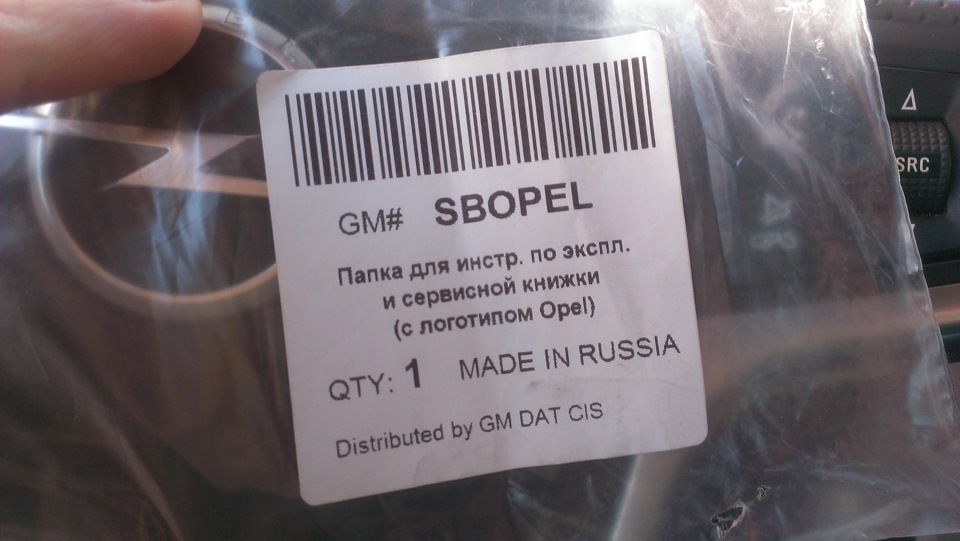 GM# SBOPEL
Папка для инстр. по экспл.
и сервисной книжки
(с логотипом Opel)
QTY: 1 MADE IN RUSSIA
Distributed by GM DAT CIS
SRC